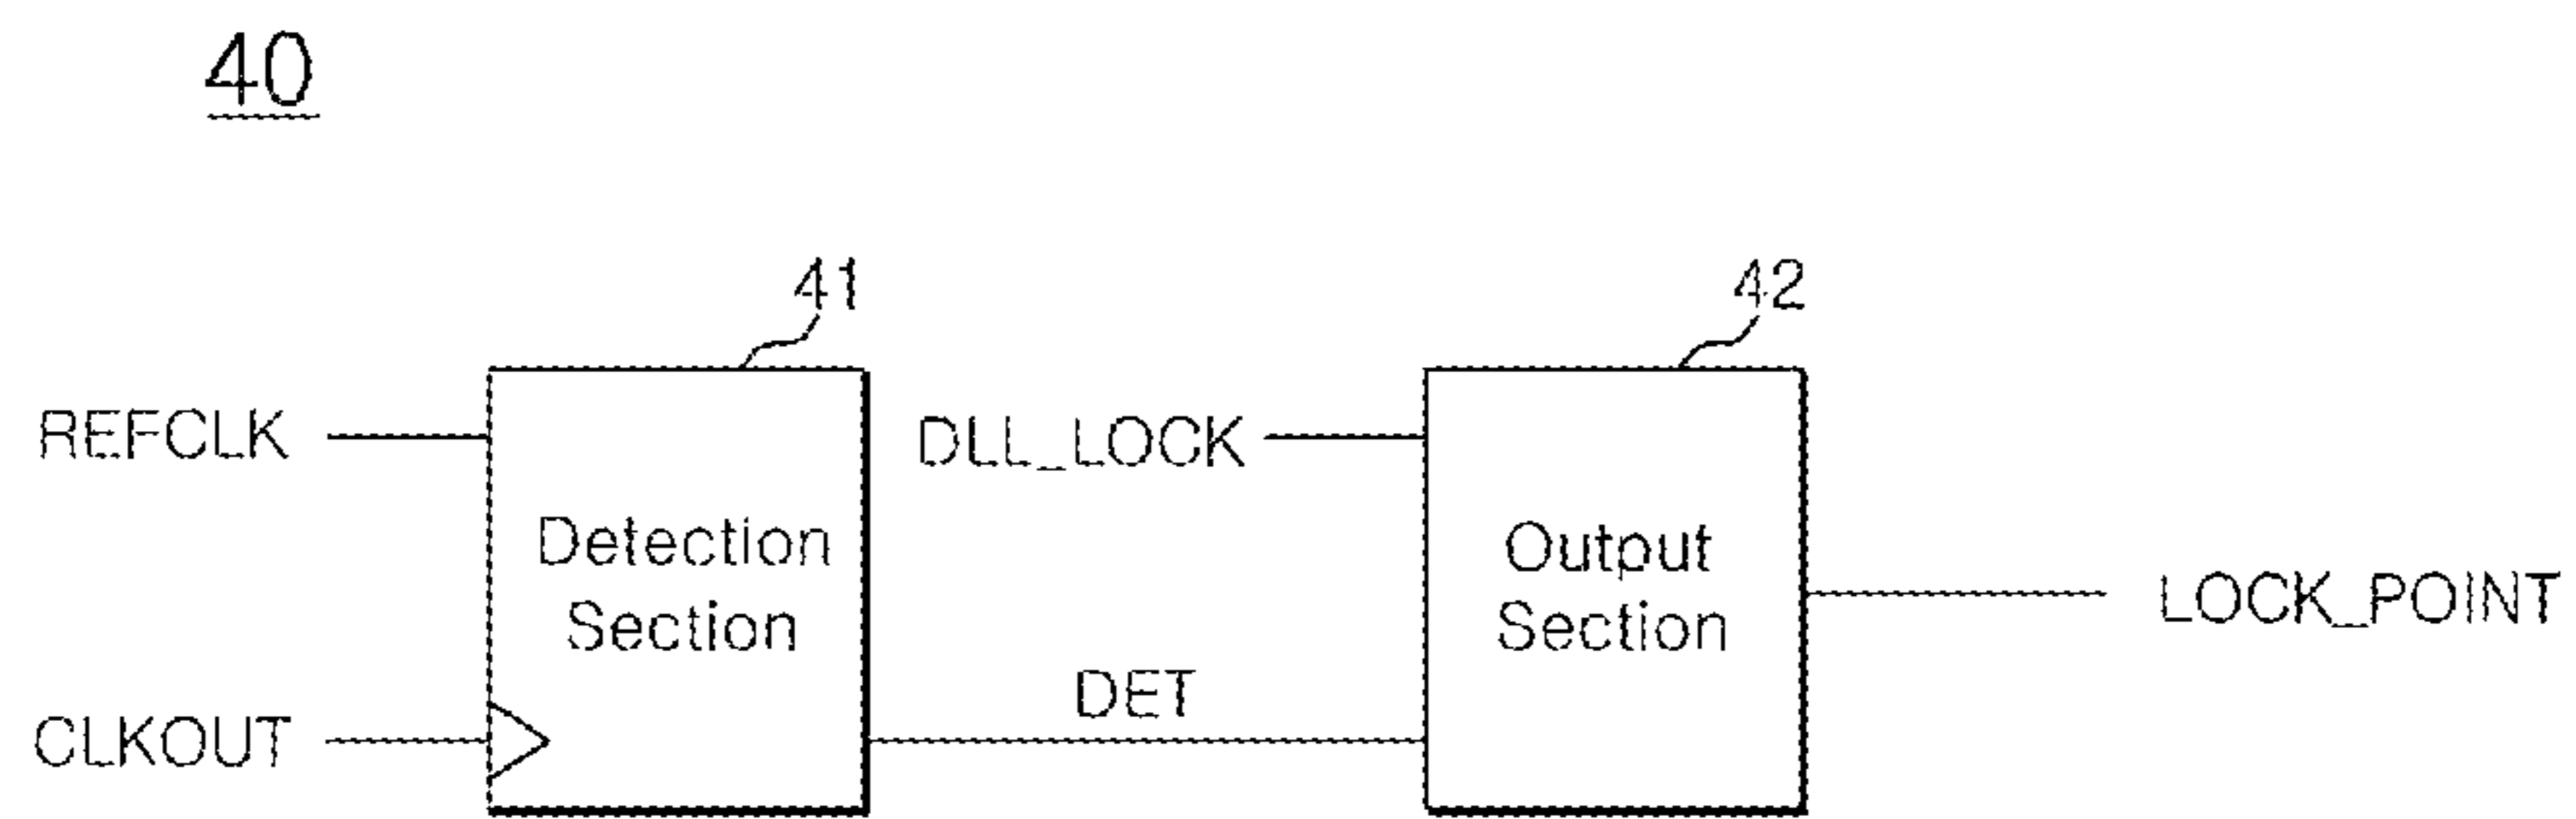 40
41
42
REFCLK
DLL_LOCK
Detection
Section
Output
Section
LOCK_POINT
DET
CLKOUT